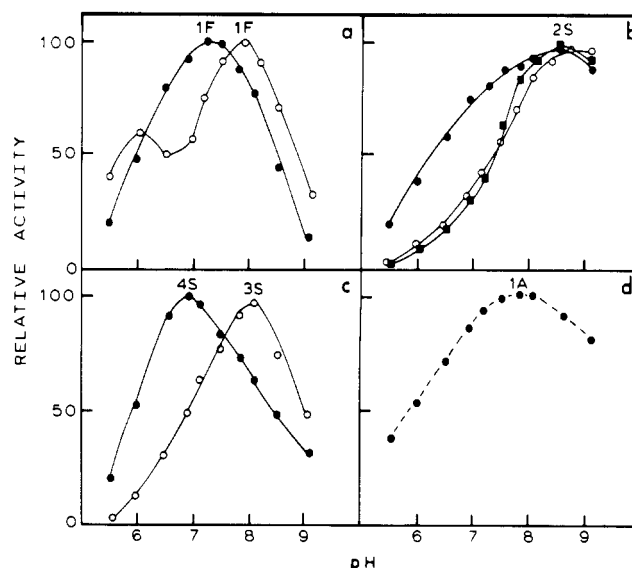 1F 1F a
2S b
100
50
0
4S 3S c
1A d
100
50
0
6 7 8 9
6 7 8 9
RELATIVE ACTIVITY
pH